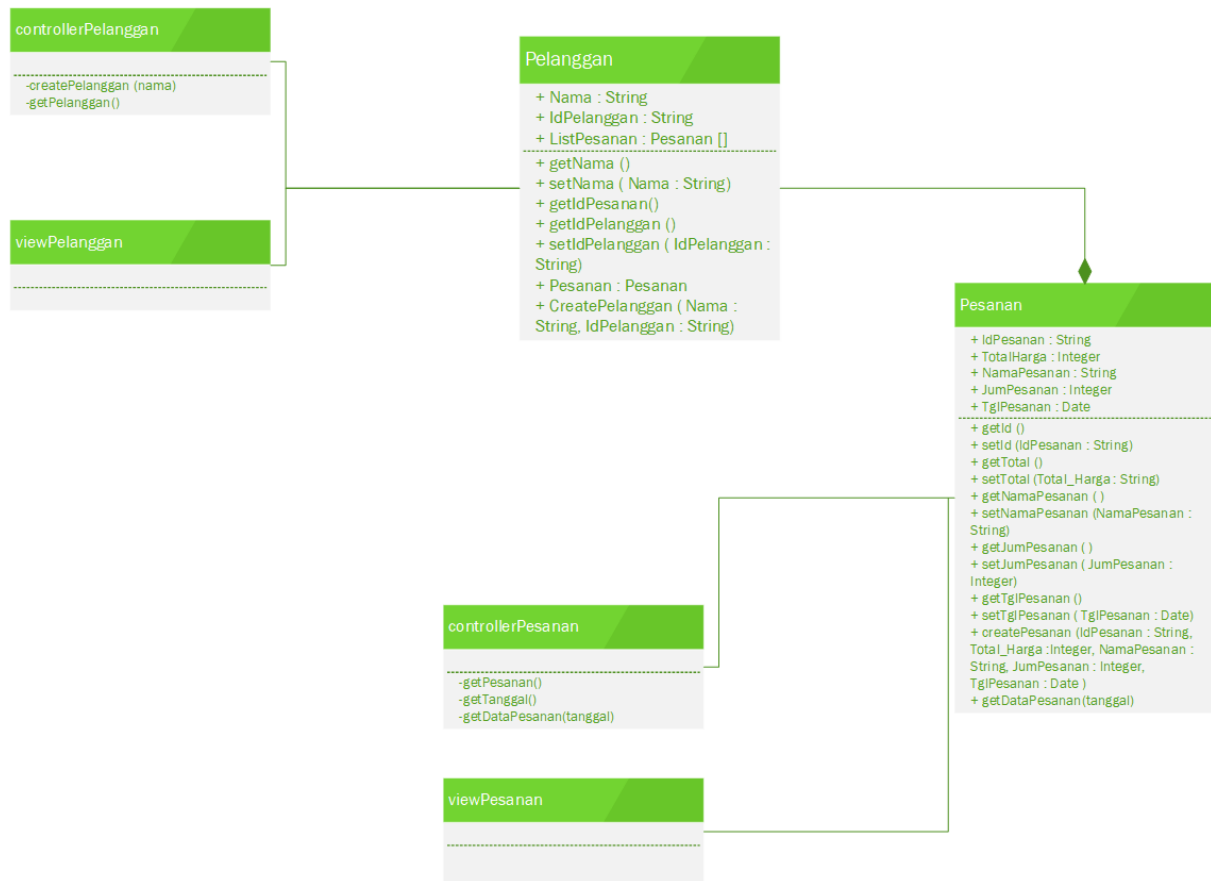 controllerPelanggan
-createPelanggan (nama)
-getPelanggan()
viewPelanggan
Pelanggan
+ Nama : String
+ IdPelanggan : String
+ ListPesanan : Pesanan []
+ getNama ()
+ setNama ( Nama : String)
+ getIdPesanan()
+ getIdPelanggan ()
+ setIdPelanggan ( IdPelanggan :
String)
+ Pesanan : Pesanan
+ CreatePelanggan ( Nama :
String, IdPelanggan : String)
Pesanan
+ IdPesanan : String
+ TotalHarga : Integer
+ NamaPesanan : String
+ JumPesanan : Integer
+ TglPesanan : Date
+ getId ()
+ setId (IdPesanan : String)
+ getTotal ()
+ setTotal (Total_Harga : String)
+ getNamaPesanan ( )
+ setNamaPesanan (NamaPesanan :
String)
+ getJumPesanan ( )
+ setJumPesanan ( JumPesanan :
Integer)
+ getTglPesanan ()
+ setTglPesanan ( TglPesanan : Date)
+ createPesanan (IdPesanan : String,
Total_Harga :Integer, NamaPesanan :
String, JumPesanan : Integer,
TglPesanan : Date )
+ getDataPesanan(tanggal)
controllerPesanan
-getPesanan()
-getTanggal()
-getDataPesanan(tanggal)
viewPesanan